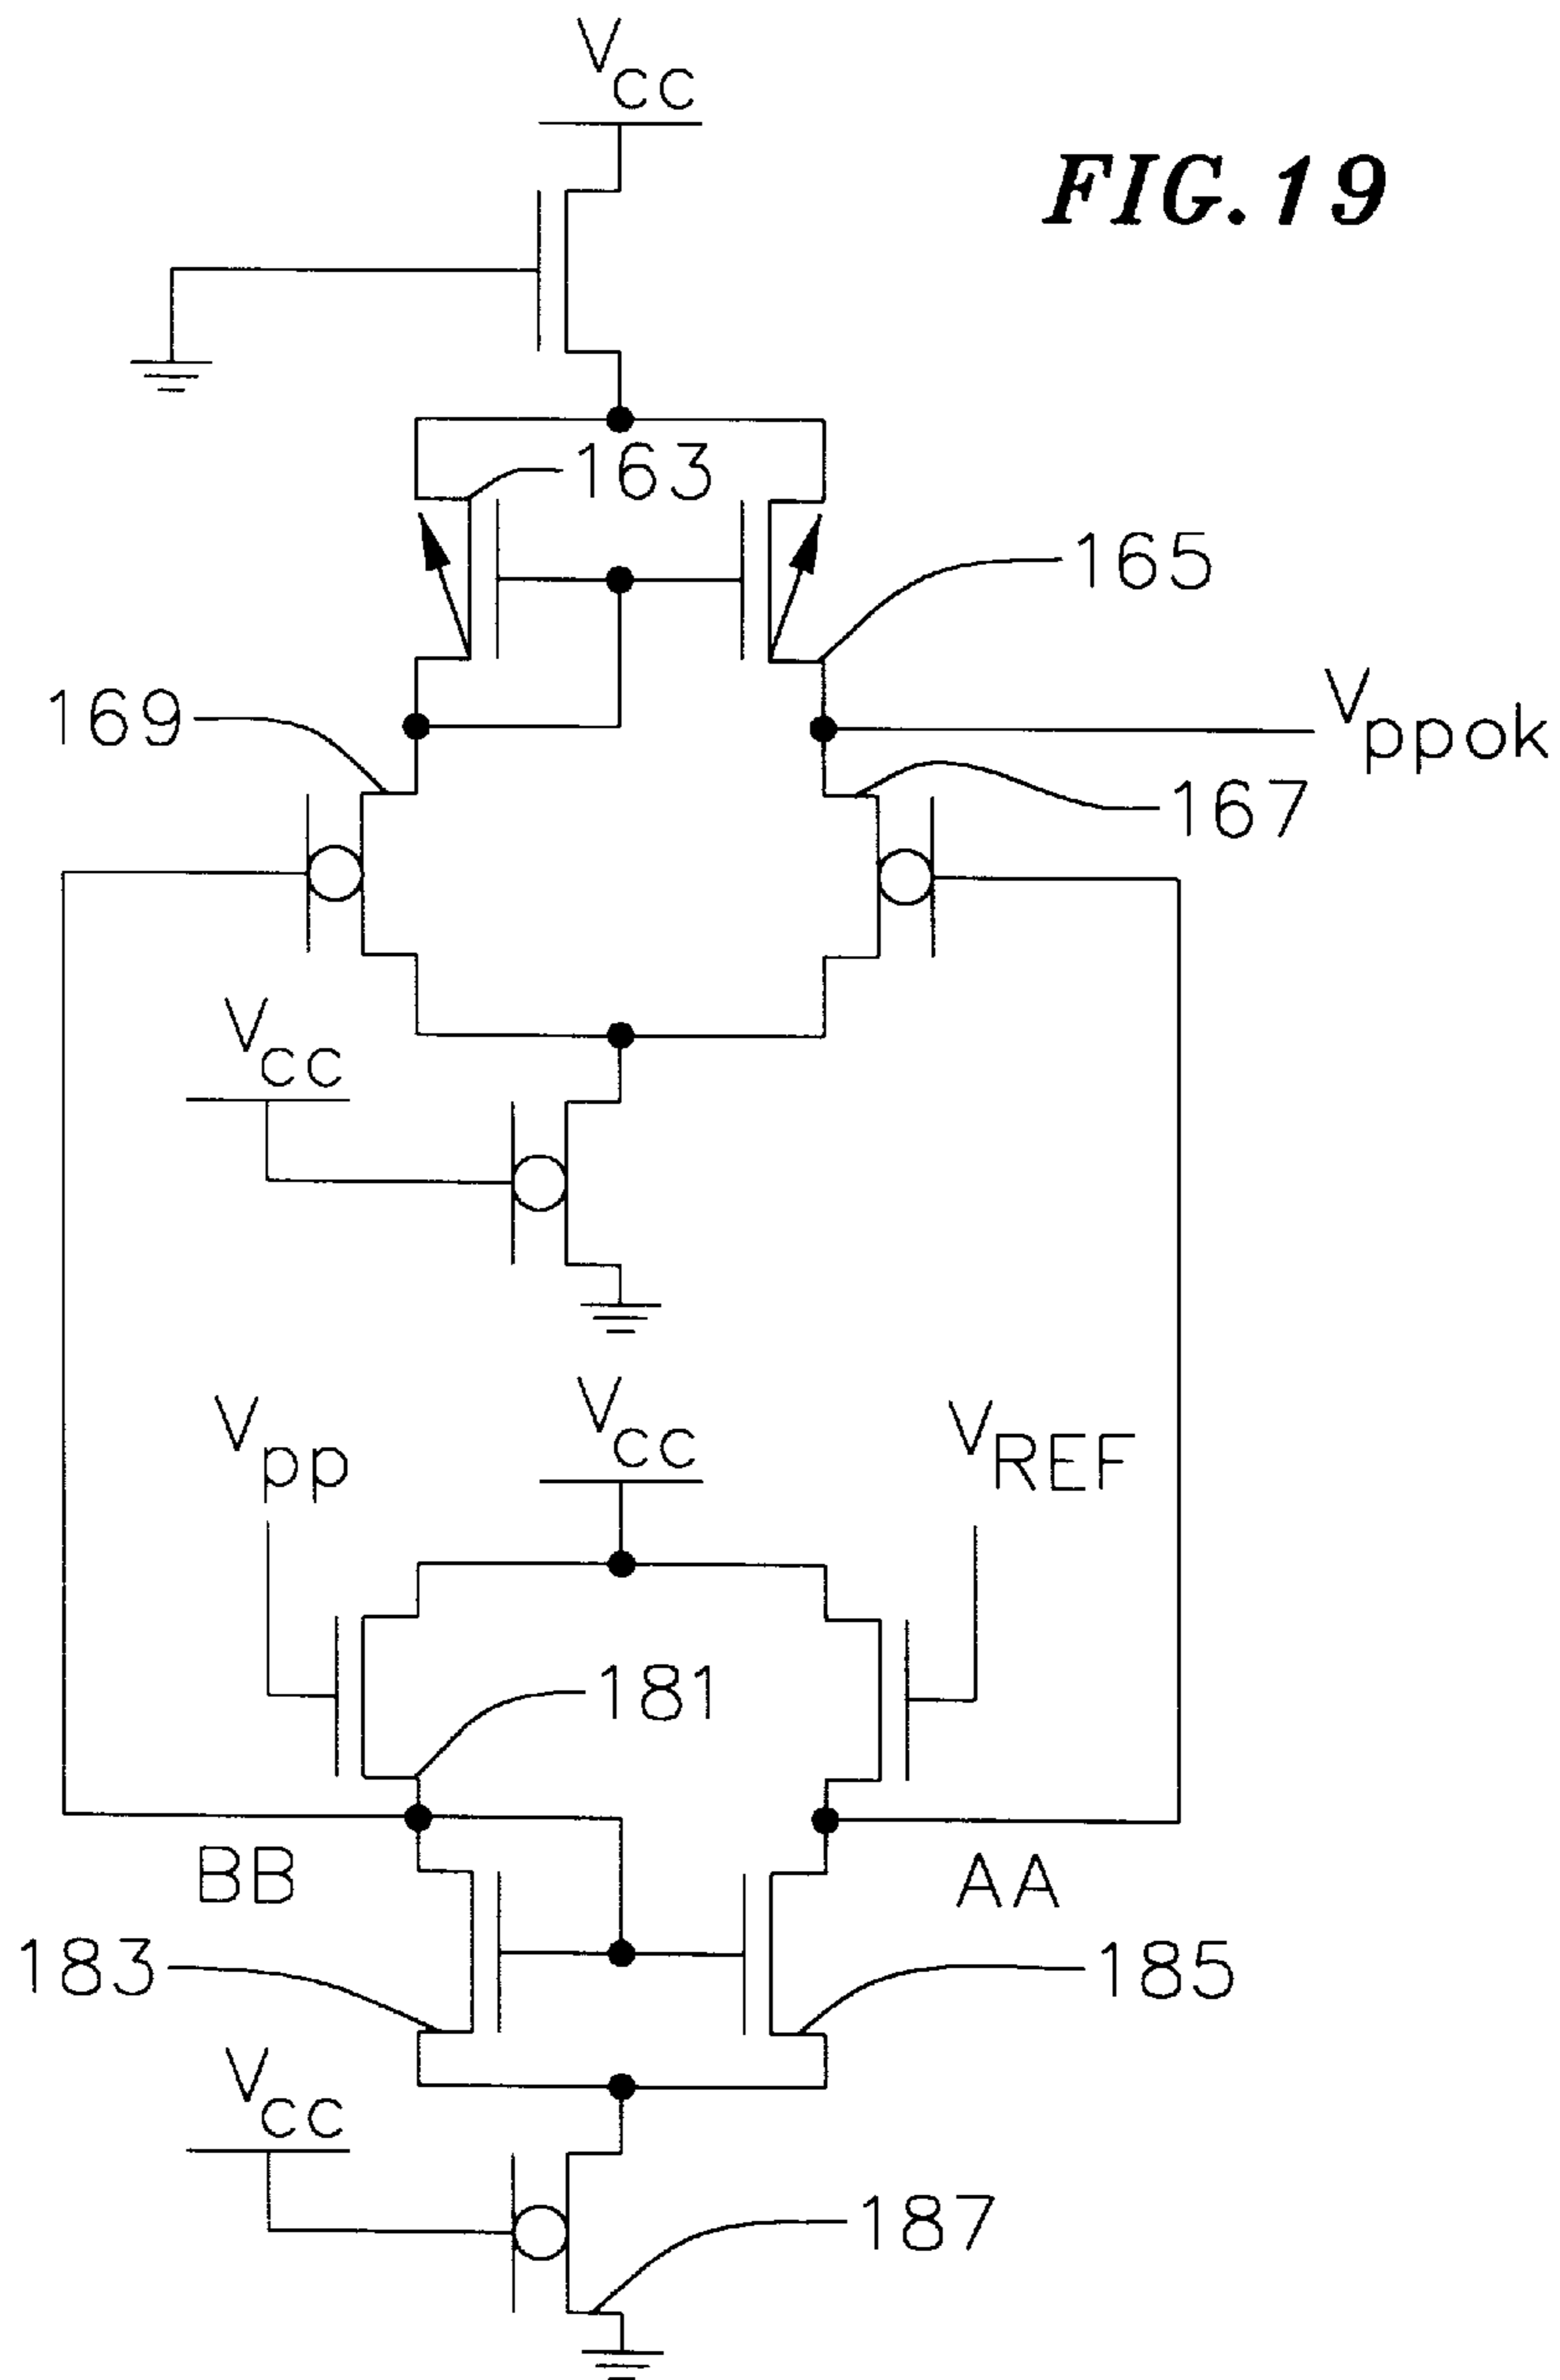 Vcc
FIG.19
163
165
169
Vppok
167
Vcc
Vpp
Vcc
VREF
181
BB
AA
183
185
Vcc
187